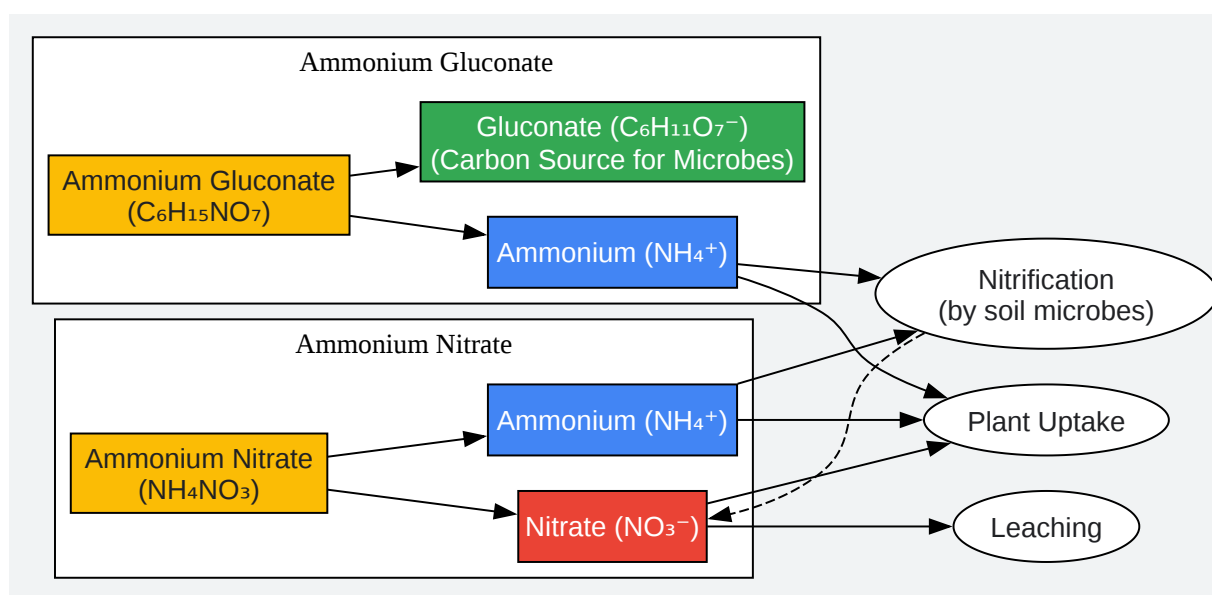 Ammonium Gluconate
Gluconate (C₆H₁₁O₇⁻)
(Carbon Source for Microbes)
Ammonium Gluconate
(C₆H₁₅NO₇)
Ammonium (NH₄⁺)
Nitrification
(by soil microbes)
Ammonium Nitrate
Ammonium (NH₄⁺)
Plant Uptake
Ammonium Nitrate
(NH₄NO₃)
Nitrate (NO₃⁻)
Leaching